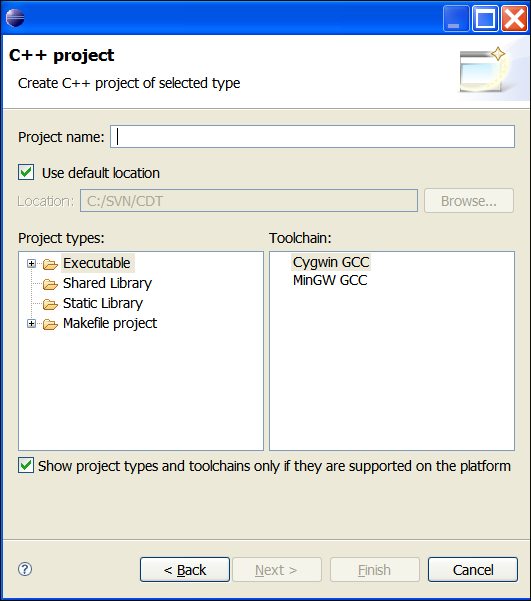 C++ project
Create C++ project of selected type
Project name:
Use default location
Location: C:/SVN/CDT Browse...
Project types: Toolchain:
Executable Cygwin GCC
Shared Library MinGW GCC
Static Library
Makefile project
Show project types and toolchains only if they are supported on the platform
? < Back Next > Finish Cancel